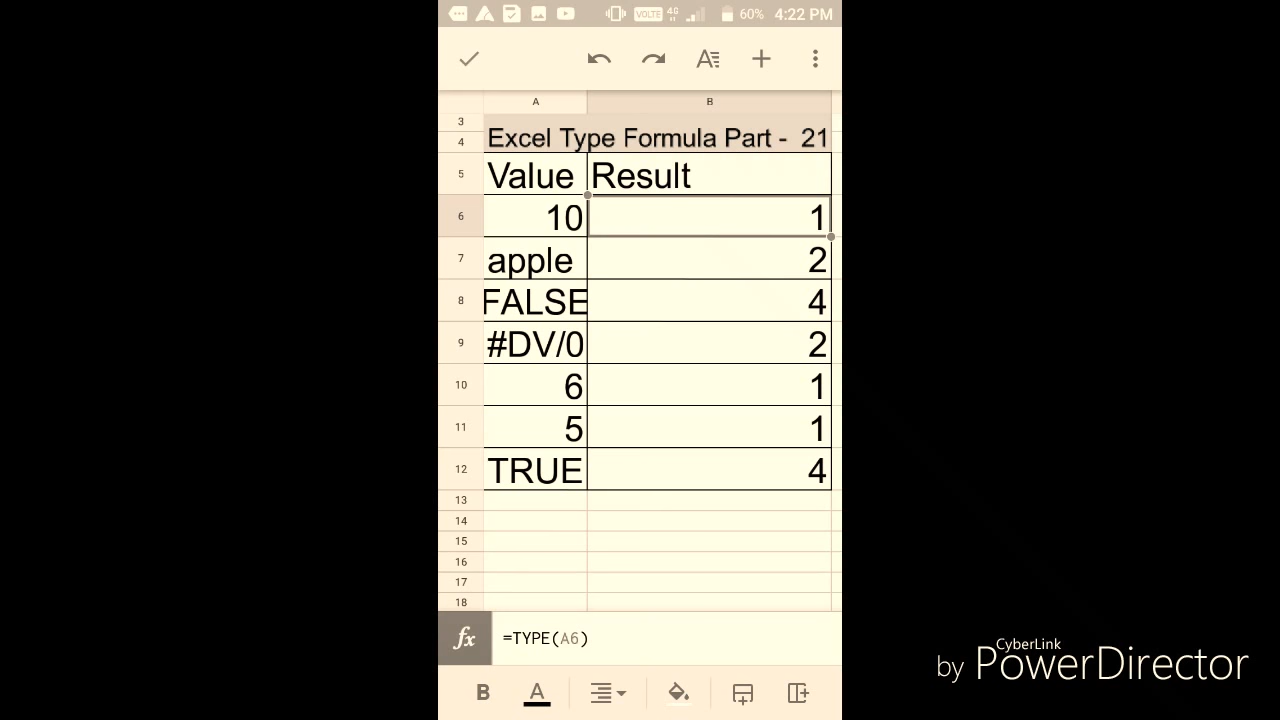 VOLTE 4G 60% 4:22 PM
A B
3
4 Excel Type Formula Part - 21
5 Value Result
6 10 1
7 apple 2
8 FALSE 4
9 #DV/0 2
10 6 1
11 5 1
12 TRUE 4
13
14
15
16
17
18
fx =TYPE(A6)
B A
CyberLink
by PowerDirector